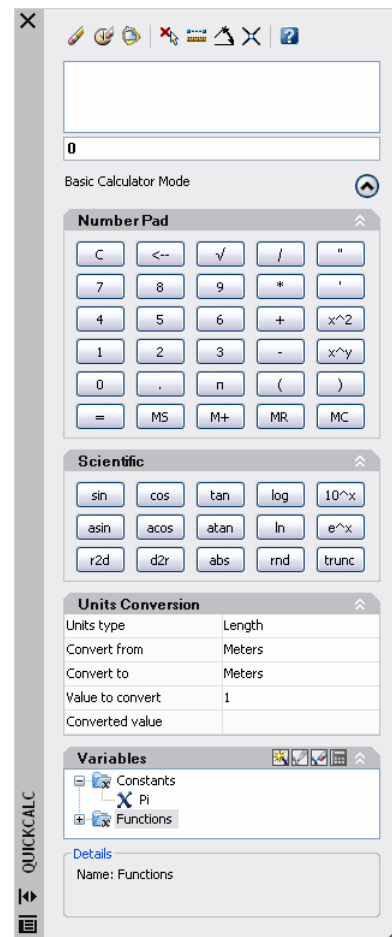 0
Basic Calculator Mode
Number Pad
C <-- √ / "
7 8 9 * '
4 5 6 + x^2
1 2 3 - x^y
0 . п ( )
= MS M+ MR MC
Scientific
sin cos tan log 10^x
asin acos atan ln e^x
r2d d2r abs rnd trunc
Units Conversion
Units type Length
Convert from Meters
Convert to Meters
Value to convert 1
Converted value
Variables
Constants
Pi
Functions
Details
Name: Functions
QUICKCALC